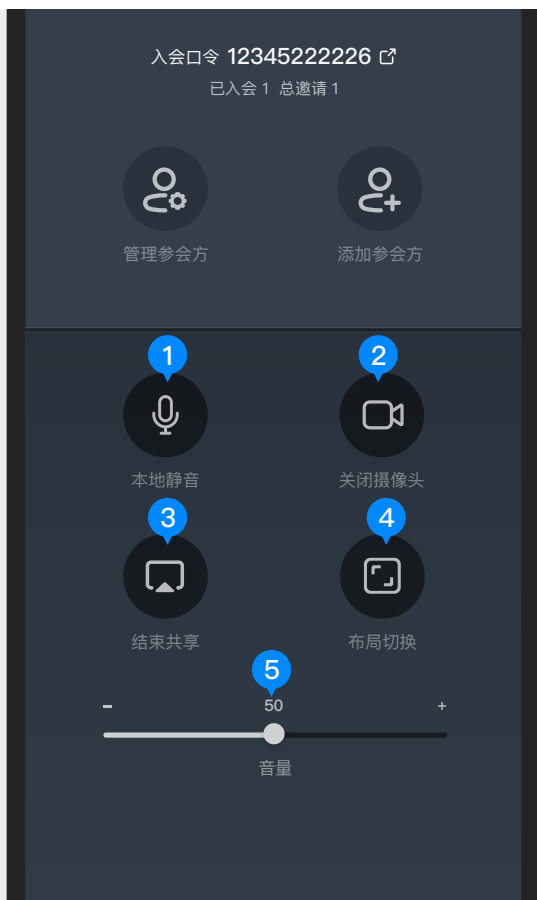 入会口令 12345222226
已入会 1 总邀请 1
管理参会方 添加参会方
1 2
本地静音 关闭摄像头
3 4
结束共享 布局切换
5
- 50 +
音量